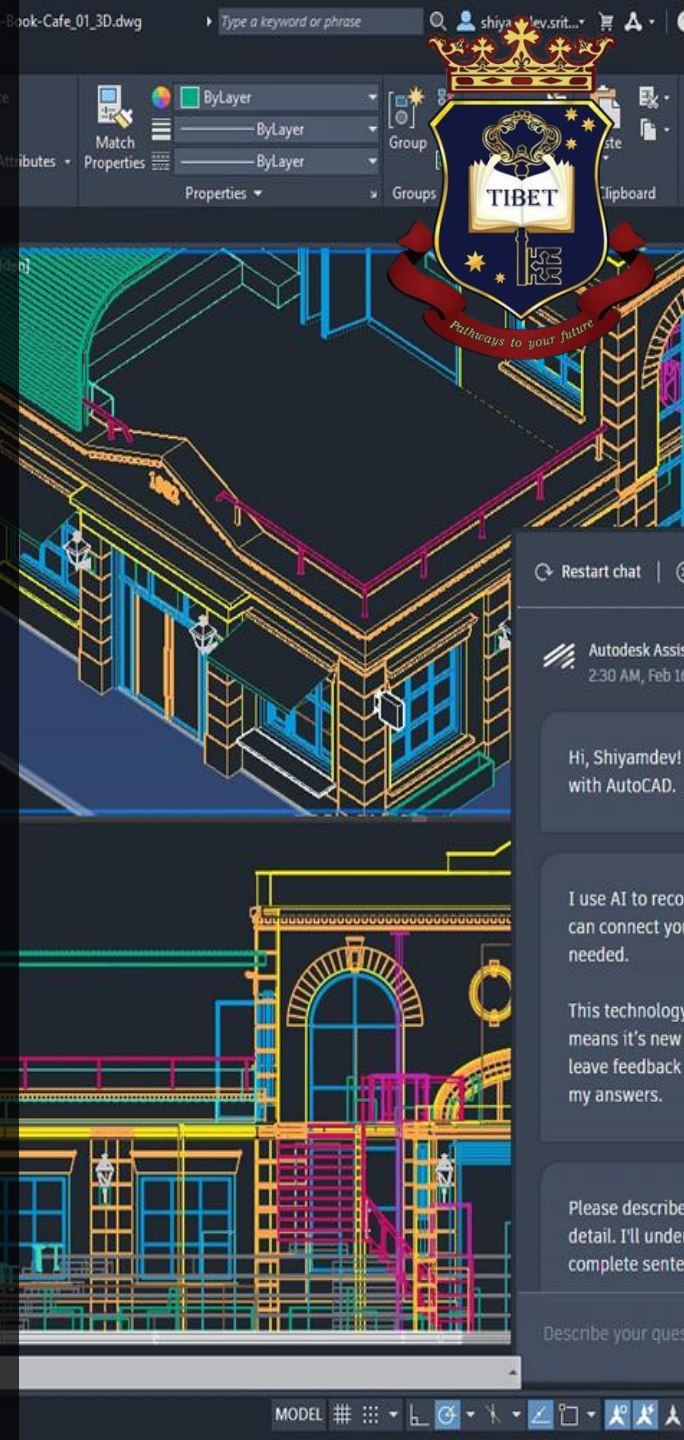 -Book-Cafe_01_3D.dwg
Type a keyword or phrase
ByLayer
Match
Properties
ByLayer
ByLayer
Group
Attributes
Properties
Groups
Clipboard
TIBET
Pathways to your future
1982
Restart chat
Autodesk Assis
2:30 AM, Feb 16
Hi, Shiyamdev!
with AutoCAD.
I use AI to reco
can connect you
needed.
This technology
means it's new
leave feedback
my answers.
Please describe
detail. I'll under
complete sente
Describe your ques
MODEL